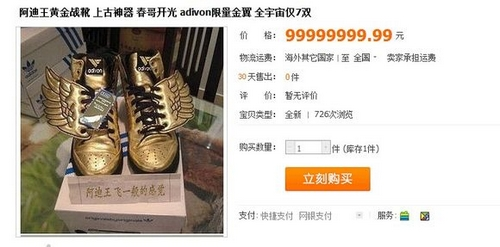 阿迪王黄金战靴 上古神器 春哥开光 adivon限量金翼 全宇宙仅7双
价 格： 99999999.99 元
物流运费： 海外其它国家 | 至 全国 卖家承担运费
30天售出： 0 件
评 价： 暂无评价
宝贝类型： 全新 | 726次浏览
购买数量： - 1 + 件 (库存1件)
立刻购买
支付： 快捷支付 网银支付 服务：
adivon
阿迪王 飞一般的感觉